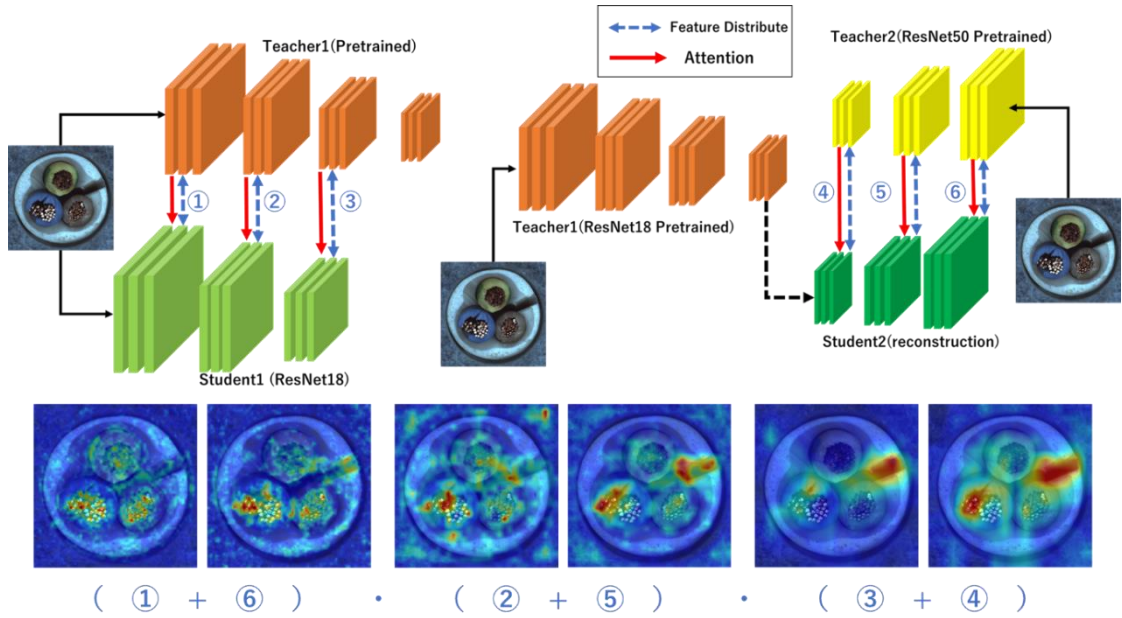 Teacher1(Pretrained)
Feature Distribute
Attention
Teacher2(ResNet50 Pretrained)
① ② ③
④ ⑤ ⑥
Teacher1(ResNet18 Pretrained)
Student1 (ResNet18)
Student2(reconstruction)
( ① + ⑥ ) · ( ② + ⑤ ) · ( ③ + ④ )